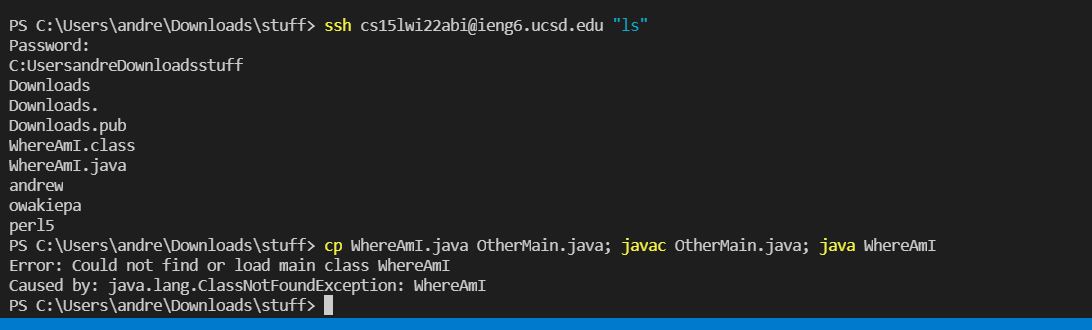 PS C:\Users\andre\Downloads\stuff> ssh cs15lwi22abi@ieng6.ucsd.edu "ls"
Password:
C:UsersandreDownloadsstuff
Downloads
Downloads.
Downloads.pub
WhereAmI.class
WhereAmI.java
andrew
owakiepa
perl5
PS C:\Users\andre\Downloads\stuff> cp WhereAmI.java OtherMain.java; javac OtherMain.java; java WhereAmI
Error: Could not find or load main class WhereAmI
Caused by: java.lang.ClassNotFoundException: WhereAmI
PS C:\Users\andre\Downloads\stuff>